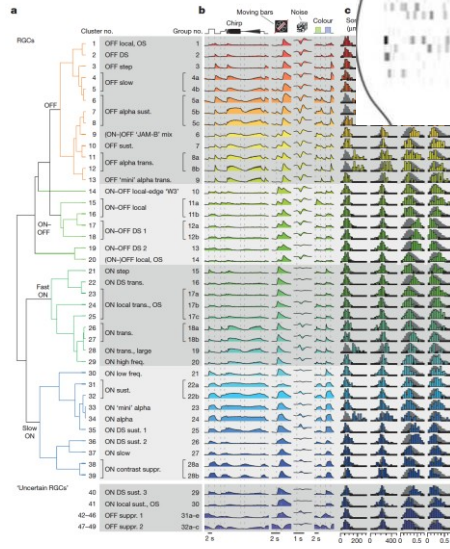 a
b
c
Moving bars
Noise
Cluster number
RGCs
Cluster no.
Group no.
Chirp
Colour
1 OFF local, OS 1
2 OFF DS 2
3 OFF step 3
4 OFF slow 4a
5 4b
6 5a
7 OFF alpha sust. 5b
8 5c
9 (ON-)OFF 'JAM-B' mix 6
10 OFF sust. 7
11 OFF alpha trans. 8a
12 8b
13 OFF 'mini' alpha trans. 9
14 ON-OFF local-edge 'W3' 10
15 ON-OFF local 11a
16 11b
17 ON-OFF DS 1 12a
18 12b
19 ON-OFF DS 2 13
20 (ON-)OFF local, OS 14
21 ON step 15
22 ON DS trans. 16
23 17a
24 ON local trans., OS 17b
25 17c
26 ON trans. 18a
27 18b
28 ON trans., large 19
29 ON high freq. 20
30 ON low freq. 21
31 ON sust. 22a
32 22b
33 ON 'mini' alpha 23
34 ON alpha 24
35 ON DS sust. 1 25
36 ON DS sust. 2 26
37 ON slow 27
38 ON contrast suppr. 28a
39 28b
OFF
ON-
OFF
Fast
ON
Slow
ON
'Uncertain RGCs'
40 ON DS sust. 3 29
41 ON local sust., OS 30
42-46 OFF suppr. 1 31a-e
47-49 OFF suppr. 2 32a-c
2 s
2 s
1 s
2 s
0
200
0
400